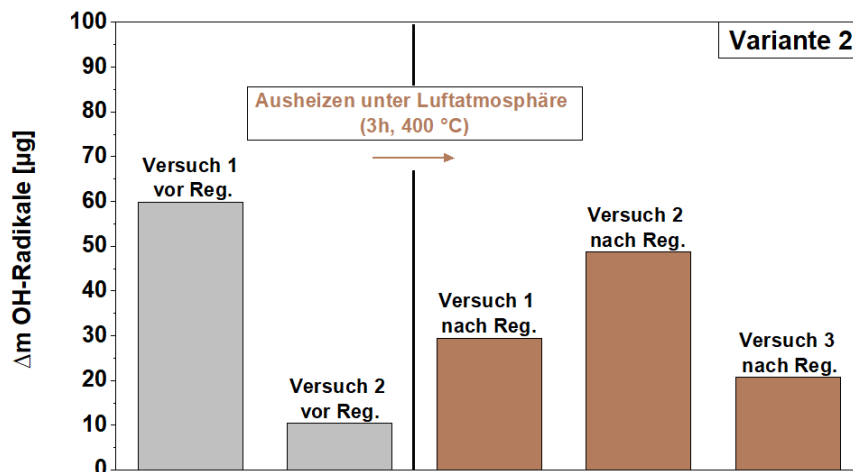 Variante 2
Ausheizen unter Luftatmosphäre
(3h, 400 °C)
Δm OH-Radikale [µg]
100
90
80
70
60
50
40
30
20
10
0
Versuch 1
vor Reg.
Versuch 2
vor Reg.
Versuch 1
nach Reg.
Versuch 2
nach Reg.
Versuch 3
nach Reg.